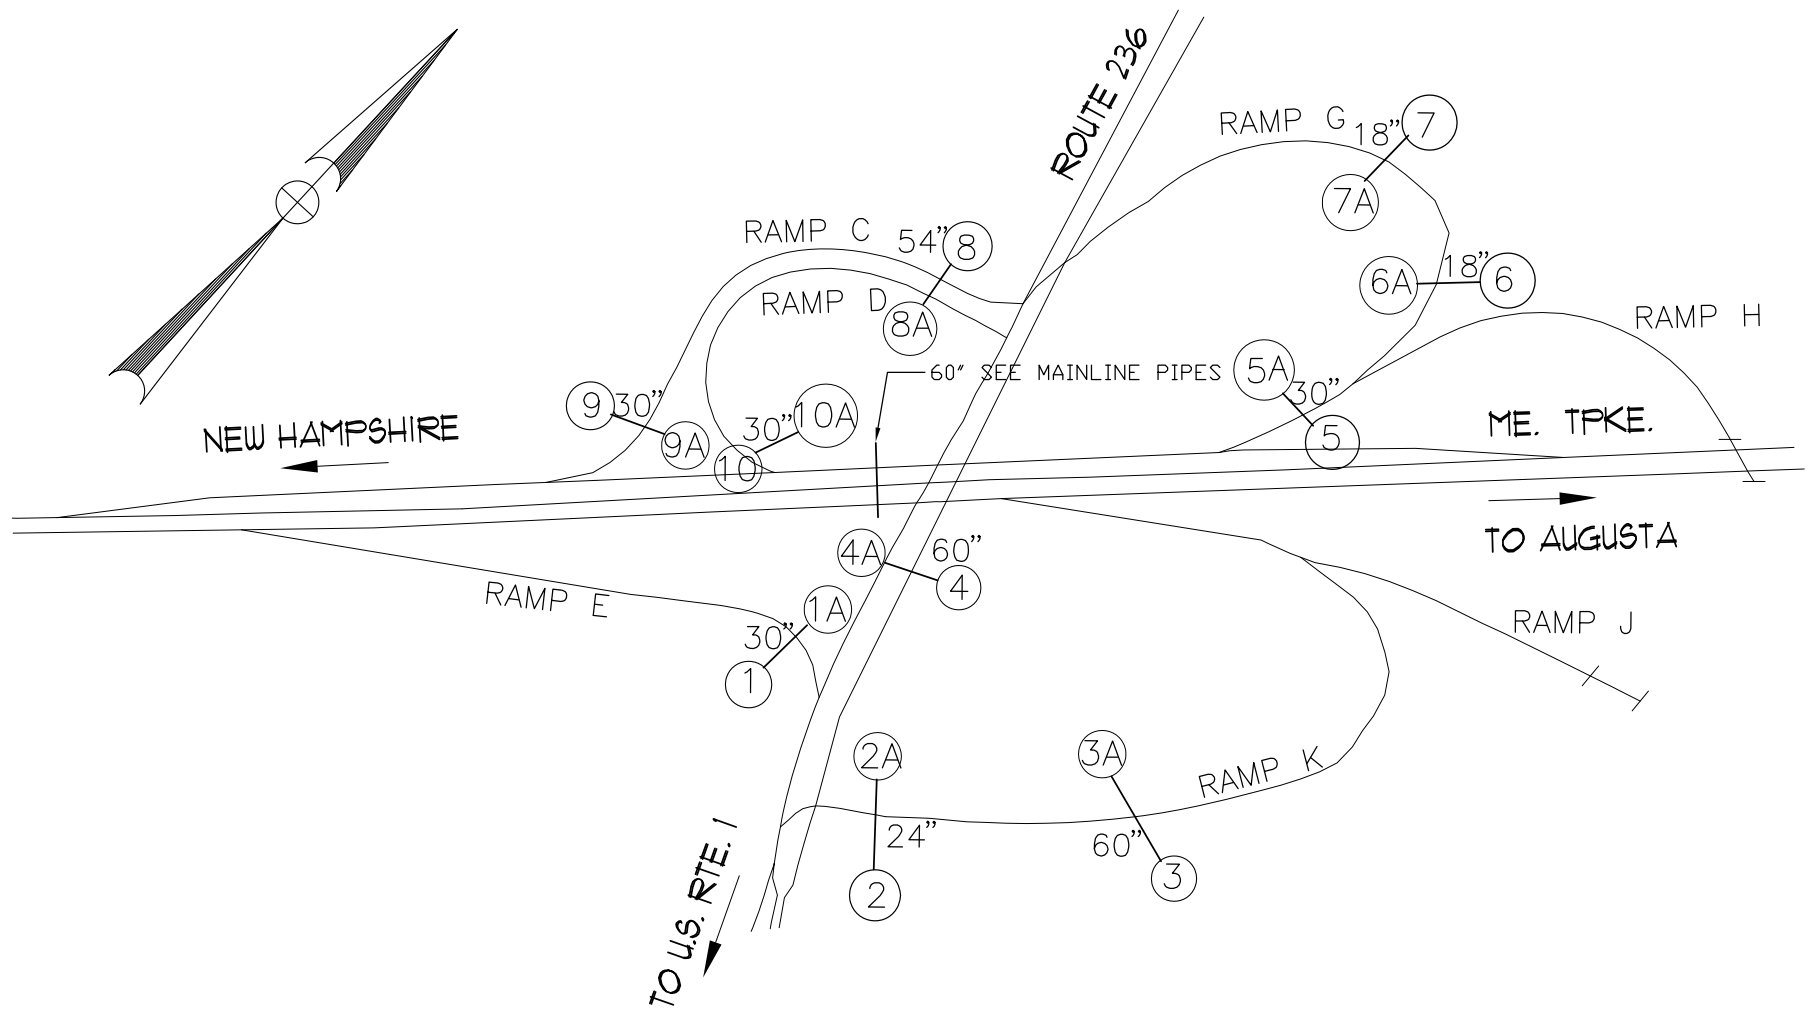 ROUTE 236
RAMP G
18”
7
7A
RAMP C
54”
8
RAMP D
8A
6A
18”
6
RAMP H
60″ SEE MAINLINE PIPES
5A
30”
5
9
30”
9A
30”
10A
10
NEW HAMPSHIRE
ME. TPKE.
TO AUGUSTA
4A
60”
4
RAMP E
1A
30”
1
RAMP J
2A
24”
2
3A
60”
3
RAMP K
TO U.S. RTE. 1